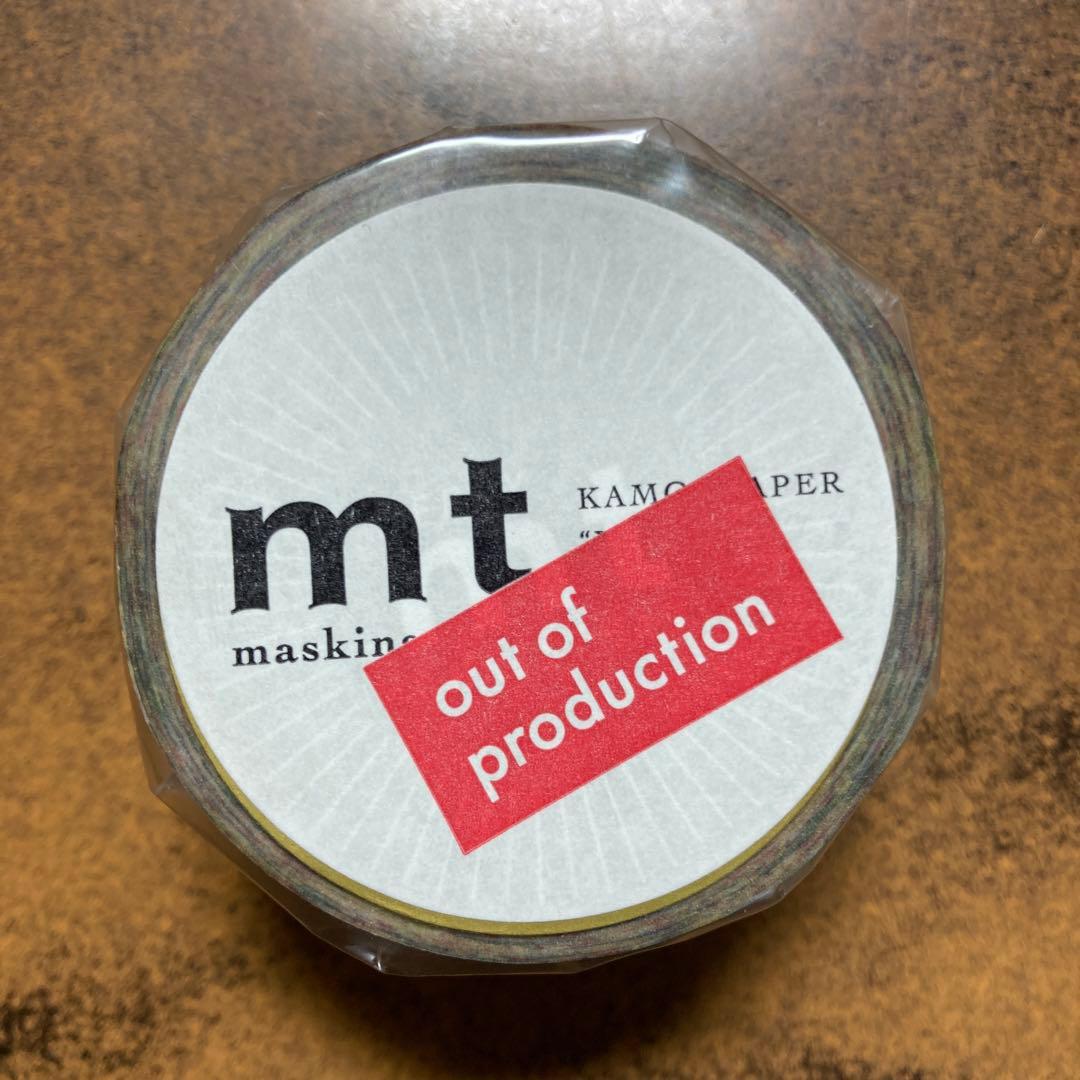 mt
KAMO APER
maskin
out of
production